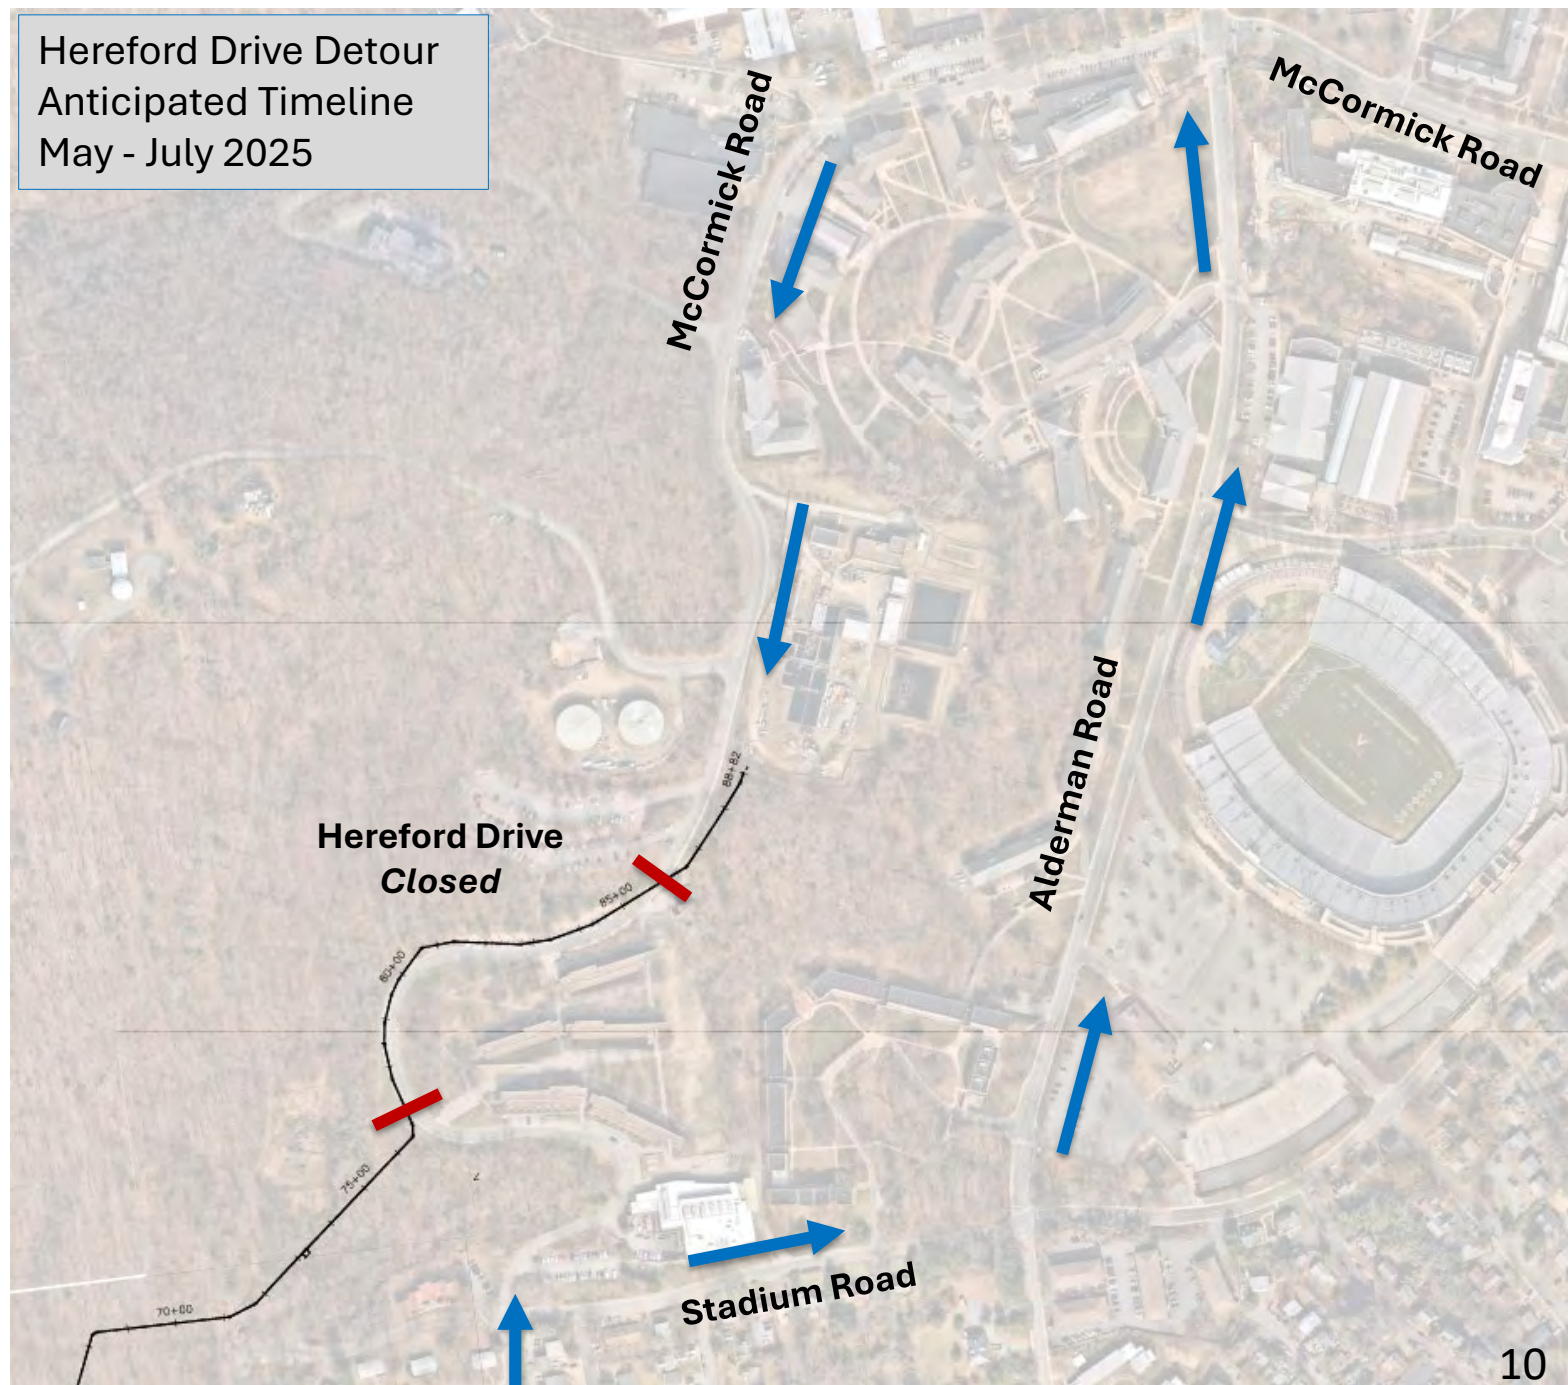 Hereford Drive Detour
Anticipated Timeline
May - July 2025
McCormick Road
McCormick Road
Alderman Road
88+82
Hereford Drive
Closed
85+00
80+00
75+00
70+00
Stadium Road
10